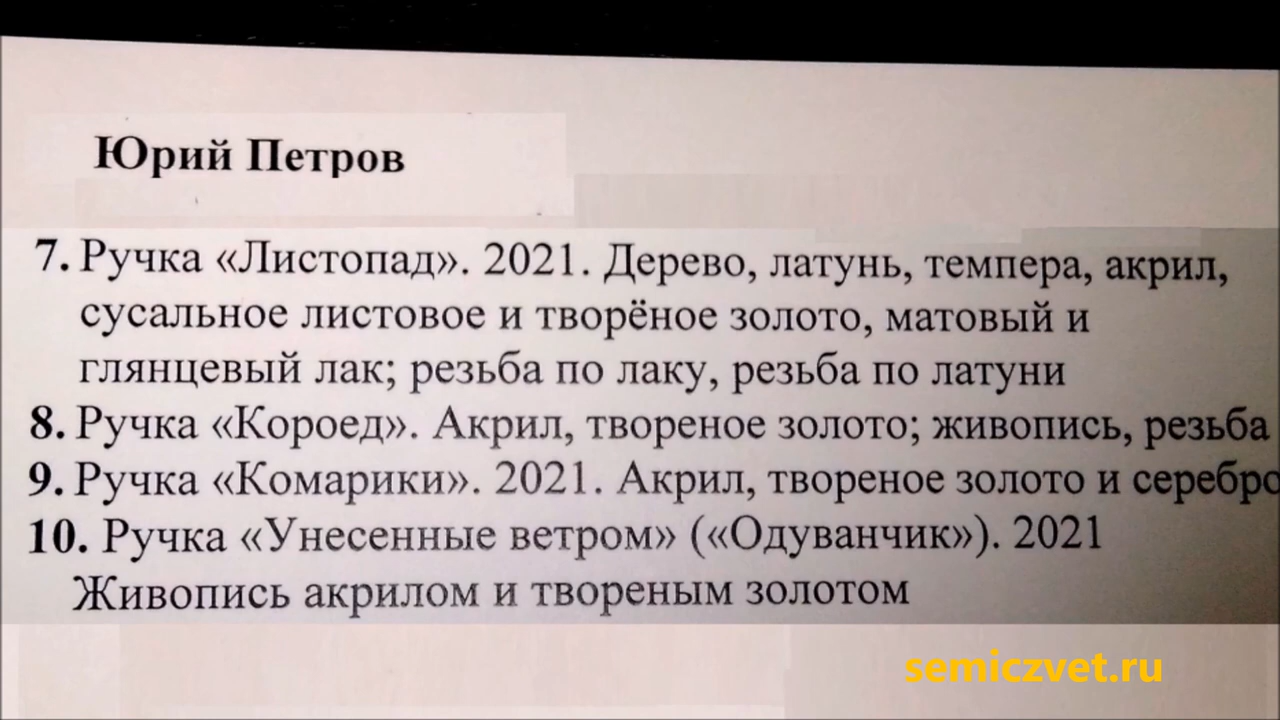 Юрий Петров
7. Ручка «Листопад». 2021. Дерево, латунь, темпера, акрил,
сусальное листовое и творёное золото, матовый и
глянцевый лак; резьба по лаку, резьба по латуни
8. Ручка «Короед». Акрил, твореное золото; живопись, резьба
9. Ручка «Комарики». 2021. Акрил, твореное золото и серебро
10. Ручка «Унесенные ветром» («Одуванчик»). 2021
Живопись акрилом и твореным золотом
semiczvet.ru